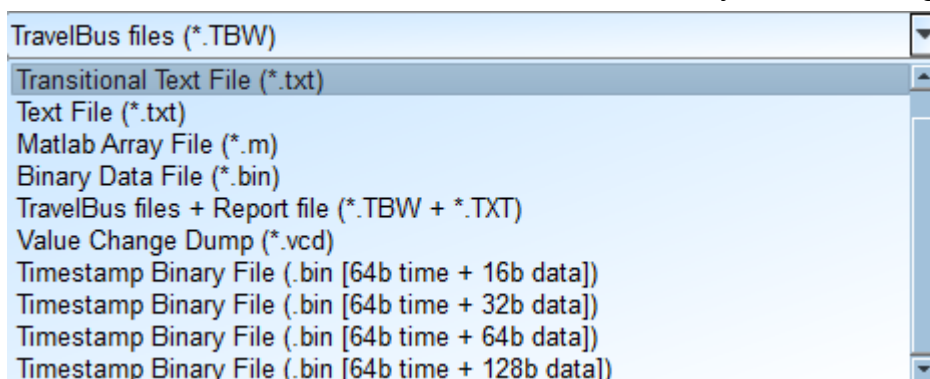 TravelBus files (*.TBW)
Transitional Text File (*.txt)
Text File (*.txt)
Matlab Array File (*.m)
Binary Data File (*.bin)
TravelBus files + Report file (*.TBW + *.TXT)
Value Change Dump (*.vcd)
Timestamp Binary File (.bin [64b time + 16b data])
Timestamp Binary File (.bin [64b time + 32b data])
Timestamp Binary File (.bin [64b time + 64b data])
Timestamp Binary File (.bin [64b time + 128b data])